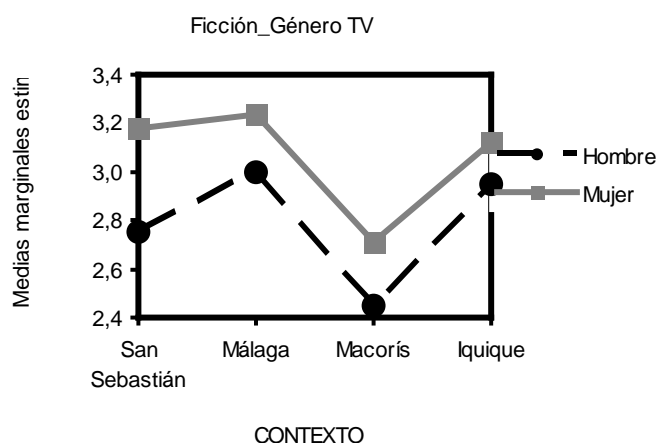 Ficción_Género TV
Medias marginales estin
3,4
3,2
3,0
2,8
2,6
2,4
San
Sebastián
Málaga
Macorís
Iquique
CONTEXTO
Hombre
Mujer